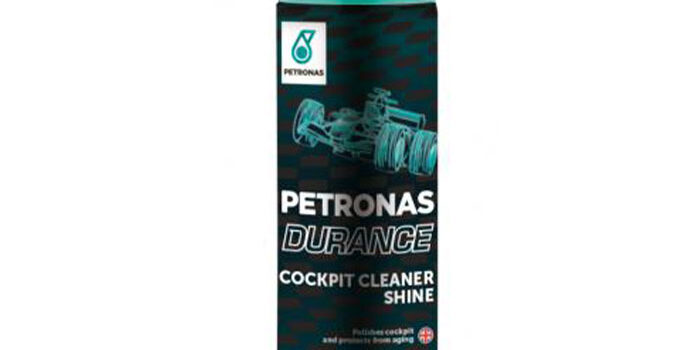 PETRONAS
PETRONAS
DURANCE
COCKPIT CLEANER
SHINE
Polishes cockpit
and protects from aging